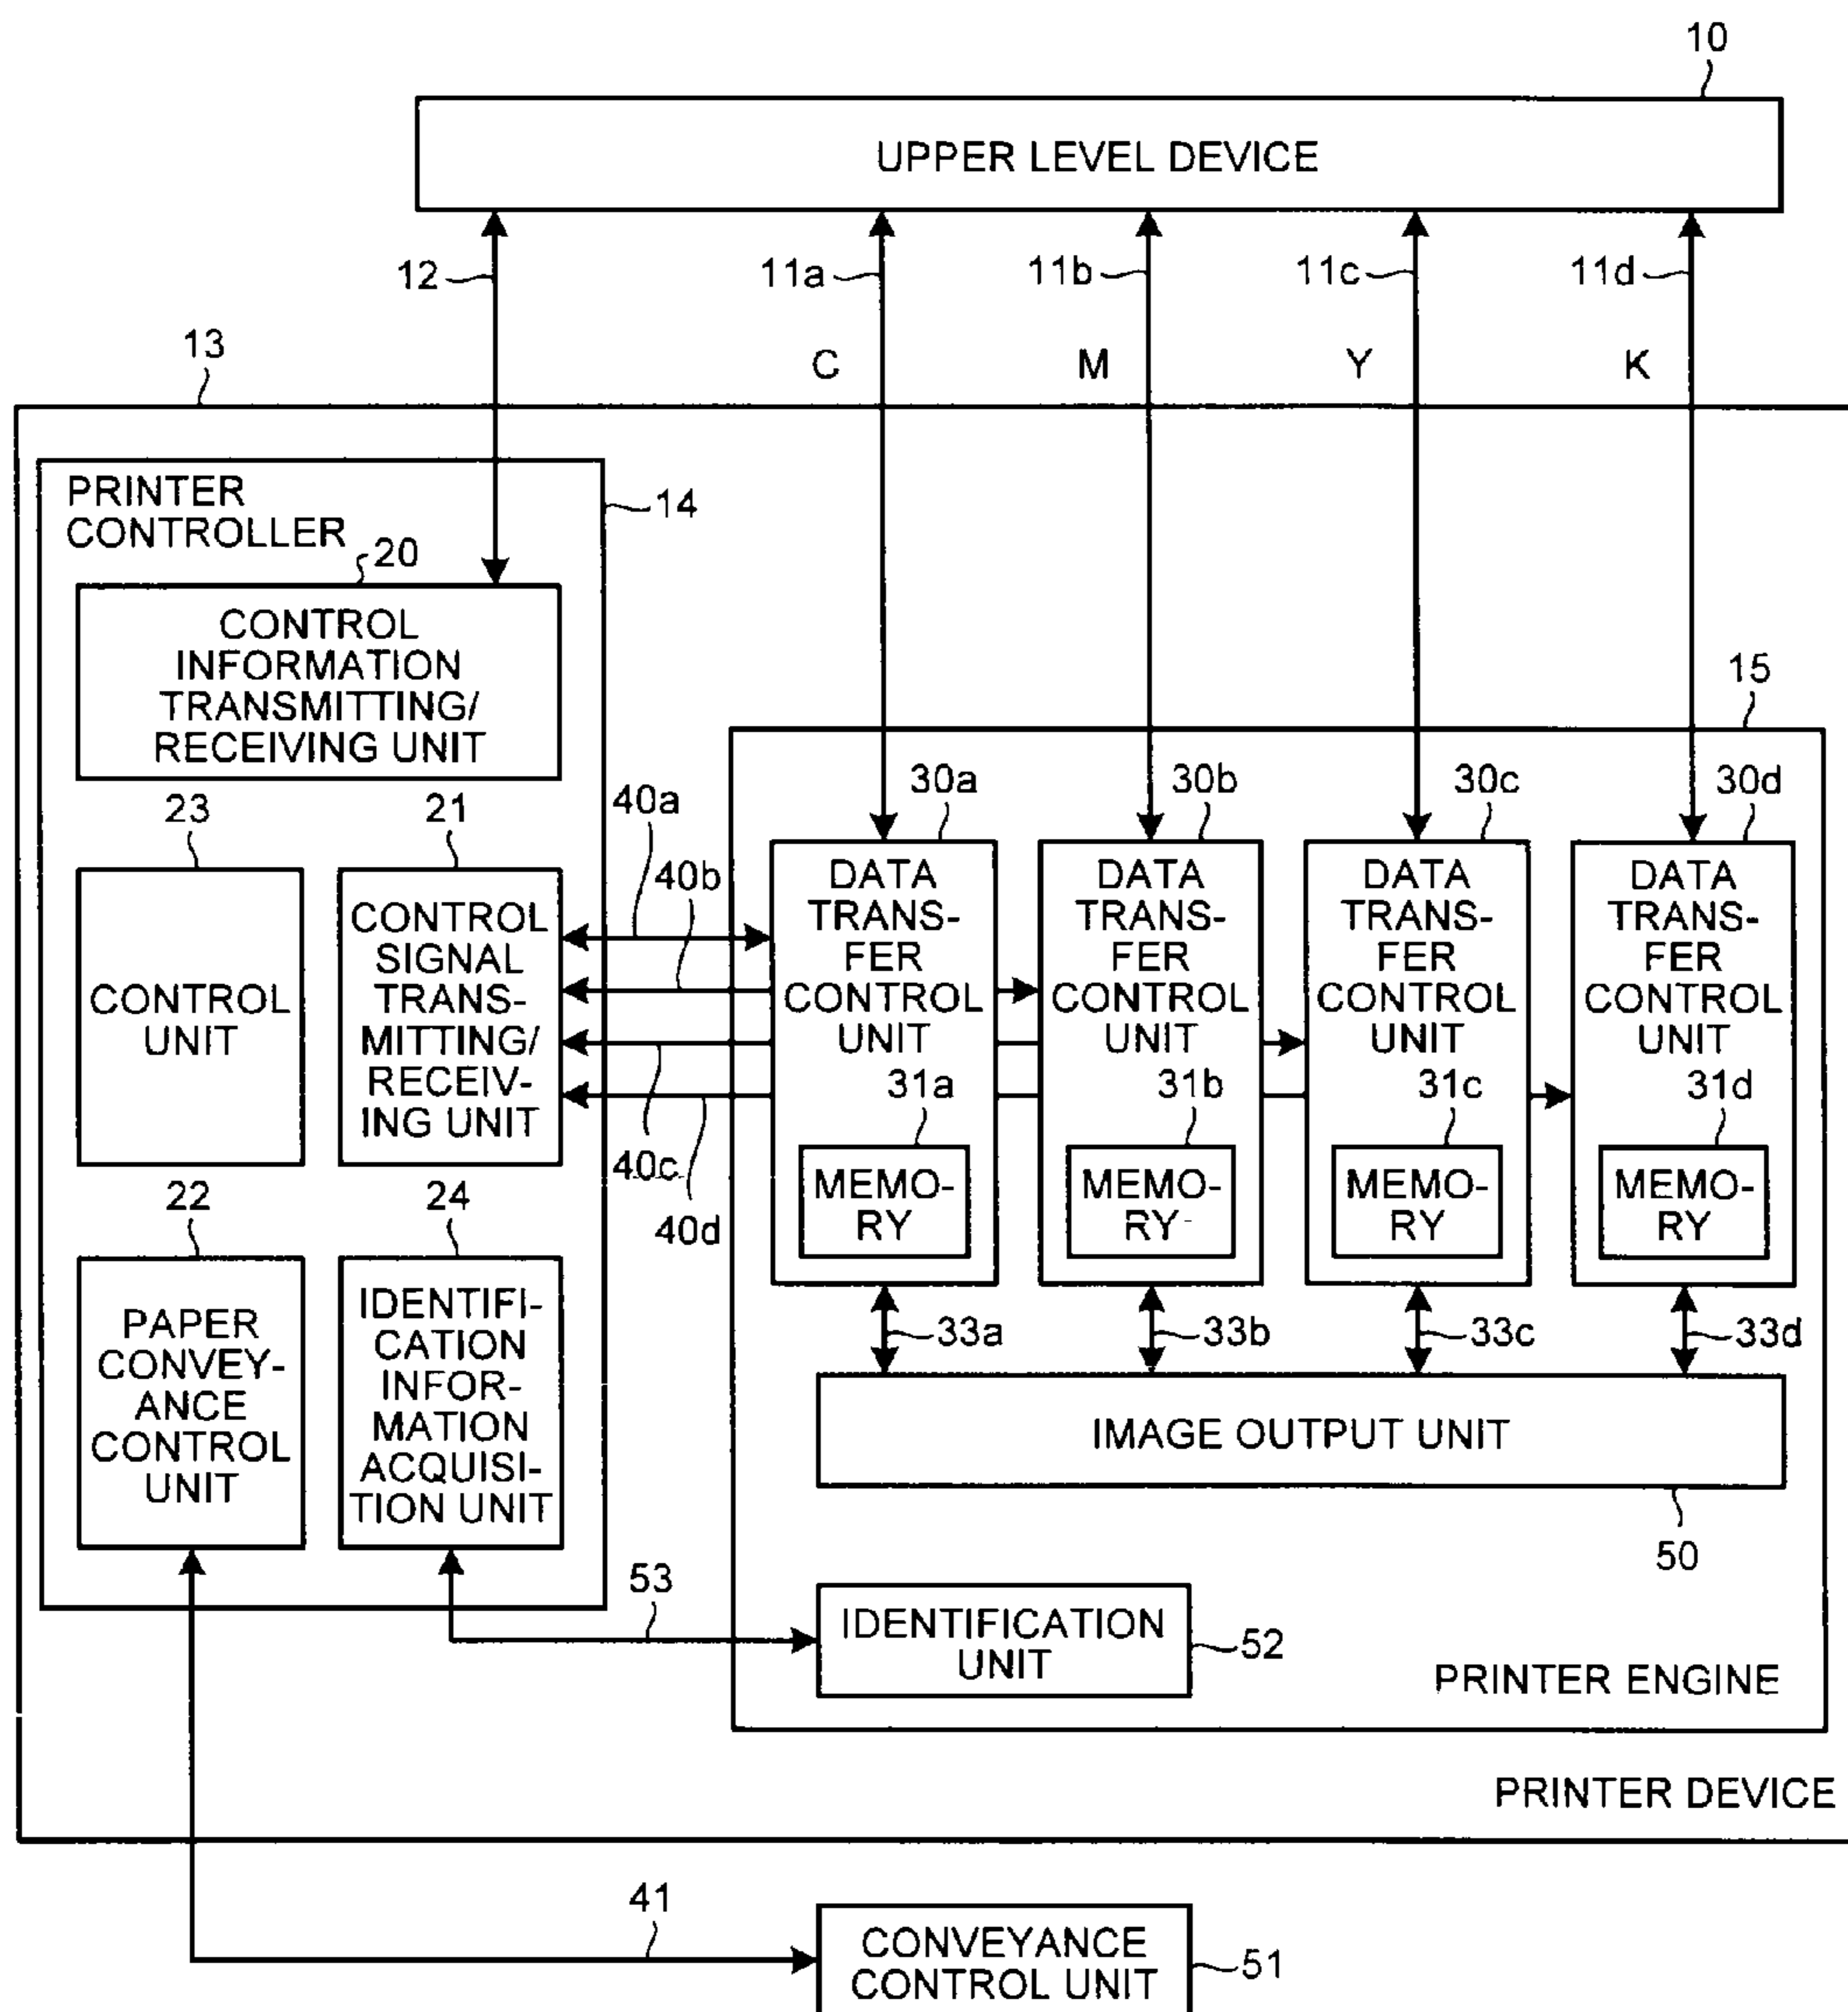 10
UPPER LEVEL DEVICE
12
11a
11b
11c
11d
13
C
M
Y
K
PRINTER
CONTROLLER
14
20
CONTROL
INFORMATION
TRANSMITTING/
RECEIVING UNIT
15
23
21
40a
30a
30b
30c
30d
40b
CONTROL
UNIT
CONTROL
SIGNAL
TRANS-
MITTING/
RECEIV-
ING UNIT
DATA
TRANS-
FER
CONTROL
UNIT
DATA
TRANS-
FER
CONTROL
UNIT
DATA
TRANS-
FER
CONTROL
UNIT
DATA
TRANS-
FER
CONTROL
UNIT
31a
31b
31c
31d
40c
40d
MEMO-
RY
MEMO-
RY
MEMO-
RY
MEMO-
RY
22
24
PAPER
CONVEY-
ANCE
CONTROL
UNIT
IDENTIFI-
CATION
INFOR-
MATION
ACQUISI-
TION UNIT
33a
33b
33c
33d
IMAGE OUTPUT UNIT
50
53
IDENTIFICATION
UNIT
52
PRINTER ENGINE
PRINTER DEVICE
41
CONVEYANCE
CONTROL UNIT
51